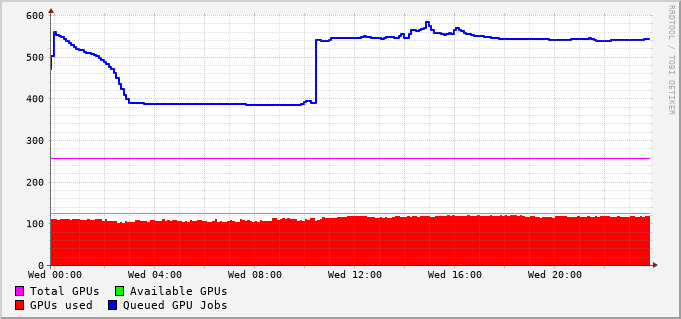 600
500
400
300
200
100
0
Wed 00:00 Wed 04:00 Wed 08:00 Wed 12:00 Wed 16:00 Wed 20:00
Total GPUs Available GPUs
GPUs used Queued GPU Jobs
RRDTOOL / TOBI OETIKER